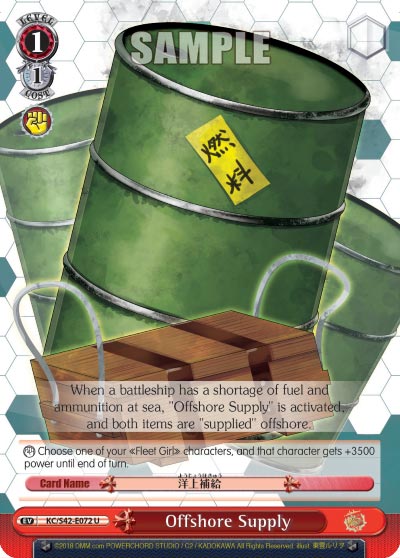 LEVEL
1
1
COST
SAMPLE
燃料
When a battleship has a shortage of fuel and
ammunition at sea, "Offshore Supply" is activated,
and both items are "supplied" offshore.
Choose one of your «Fleet Girl» characters, and that character gets +3500
power until end of turn.
Card Name
洋上補給
EV
KC/S42-E072 U
Offshore Supply
©2016 DMM.com POWERCHORD STUDIO / C2 / KADOKAWA All Rights Reserved. illust.